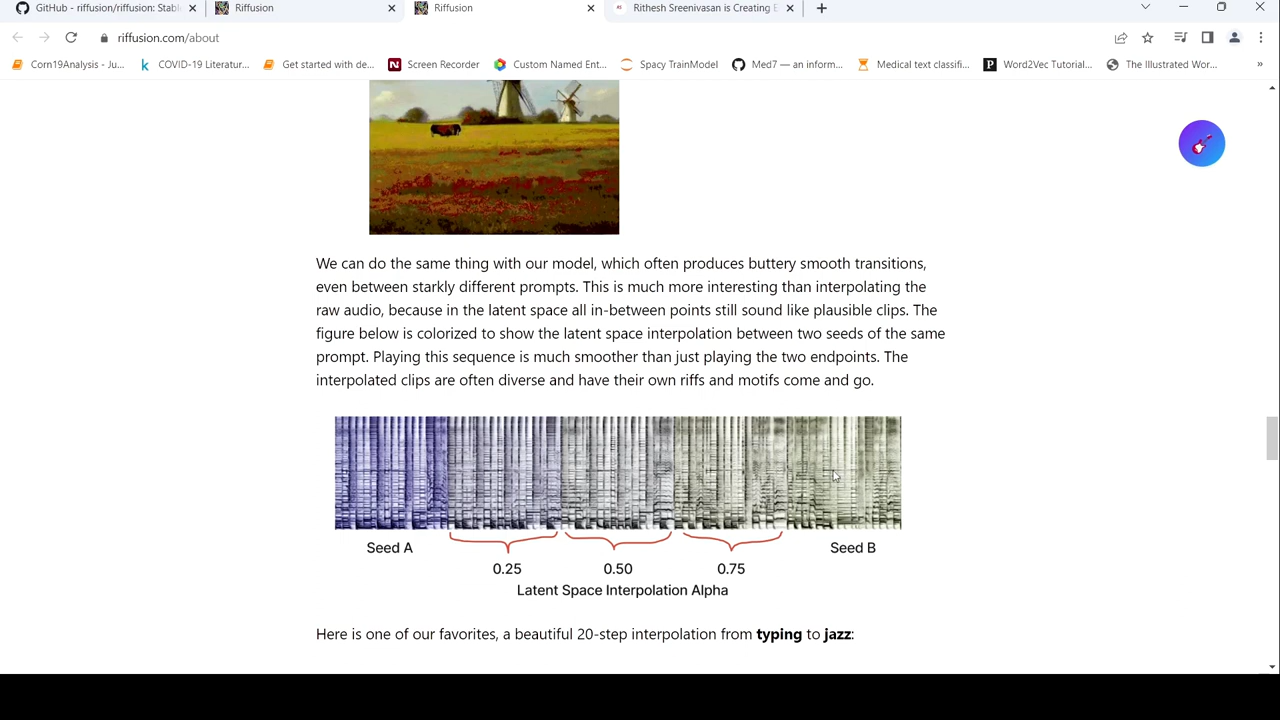 GitHub - riffusion/riffusion: Stabl
Riffusion
Riffusion
Rithesh Sreenivasan is Creating E
riffusion.com/about
Corn19Analysis - Ju...
COVID-19 Literatur...
Get started with de...
Screen Recorder
Custom Named Ent...
Spacy TrainModel
Med7 — an inform...
Medical text classifi...
Word2Vec Tutorial...
The Illustrated Wor...
We can do the same thing with our model, which often produces buttery smooth transitions,
even between starkly different prompts. This is much more interesting than interpolating the
raw audio, because in the latent space all in-between points still sound like plausible clips. The
figure below is colorized to show the latent space interpolation between two seeds of the same
prompt. Playing this sequence is much smoother than just playing the two endpoints. The
interpolated clips are often diverse and have their own riffs and motifs come and go.
Seed A
Seed B
0.25
0.50
0.75
Latent Space Interpolation Alpha
Here is one of our favorites, a beautiful 20-step interpolation from typing to jazz: